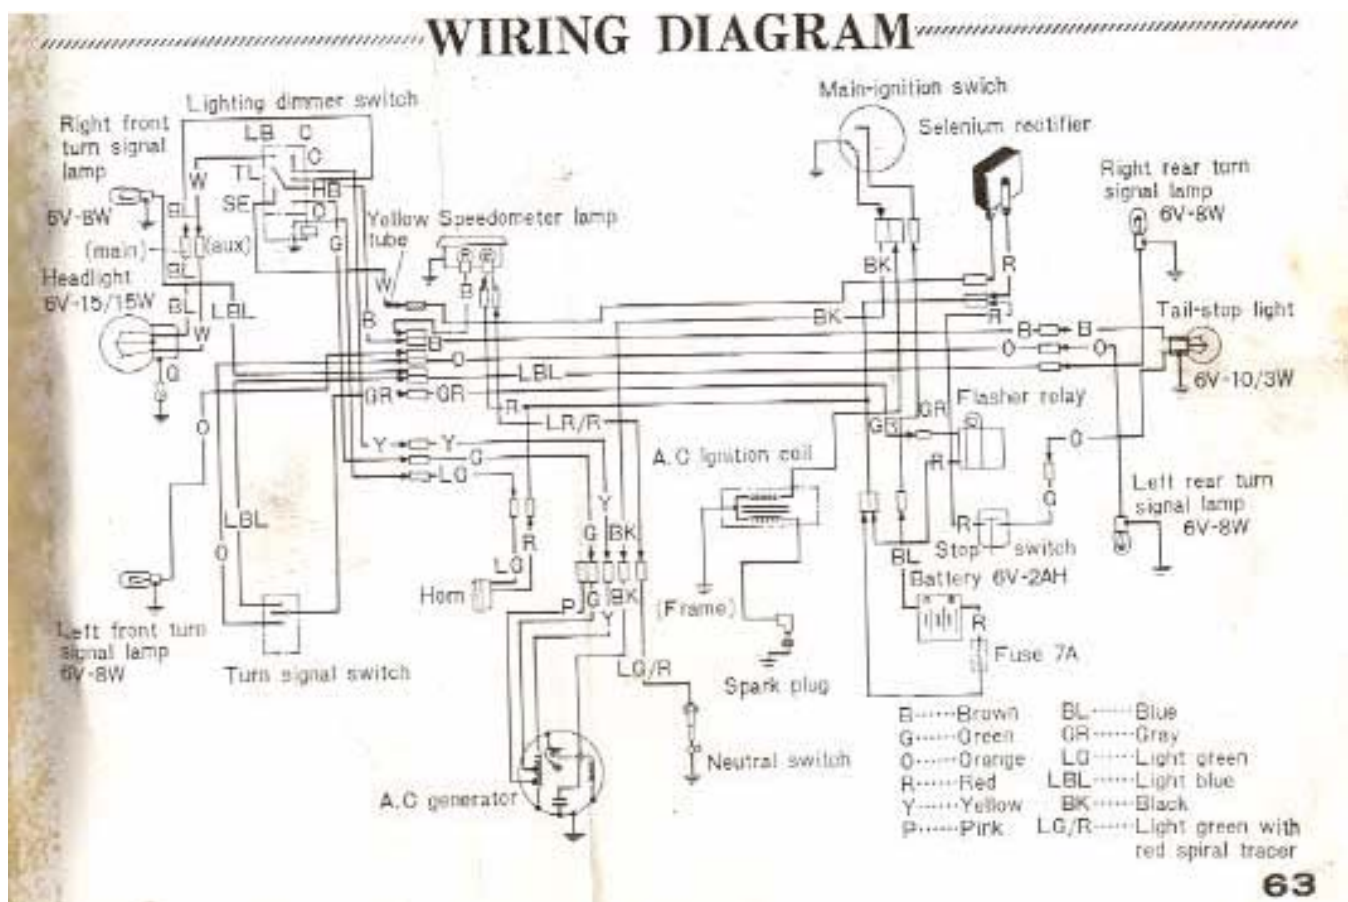 WIRING DIAGRAM
Lighting dimmer switch
Main-ignition swich
Selenium rectifier
Right front
turn signal
lamp
6V-8W
LB C
C
TL
HB
SE
W
Yellow
tube
Speedometer lamp
Right rear turn
signal lamp
6V-8W
(main)
(aux)
BL
BL
Headlight
6V-15/15W
BL
LBL
W
G
W
B
B
B
BK
R
BK
R
B
B
Tail-stop light
6V-10/3W
O
O
O
LBL
GR
GR
R
LR/R
GR
GR
Flasher relay
O
Y
Y
G
LG
A.C Ignition coil
R
G
Left rear turn
signal lamp
6V-8W
O
LBL
O
Y
G
BK
R
LG
R
Stop switch
BL
Battery 6V-2AH
Horn
P
G
BK
Y
(Frame)
R
Left front turn
signal lamp
6V-8W
Turn signal switch
LG/R
Spark plug
Fuse 7A
Neutral switch
A.C generator
B······Brown
BL······Blue
G······Green
GR······Gray
O······Orange
LG······Light green
R······Red
LBL······Light blue
Y······Yellow
BK······Black
P······Pink
LG/R······Light green with
red spiral tracer
63